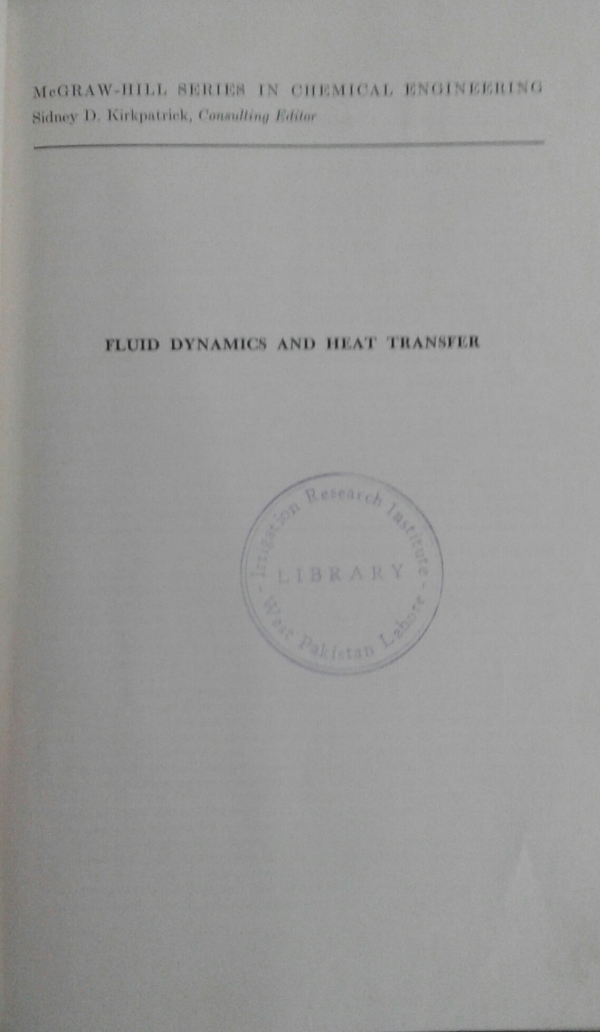 McGRAW-HILL SERIES IN CHEMICAL ENGINEERING
Sidney D. Kirkpatrick, Consulting Editor
FLUID DYNAMICS AND HEAT TRANSFER
- Irrigation Research Institute -
LIBRARY
West Pakistan Lahore